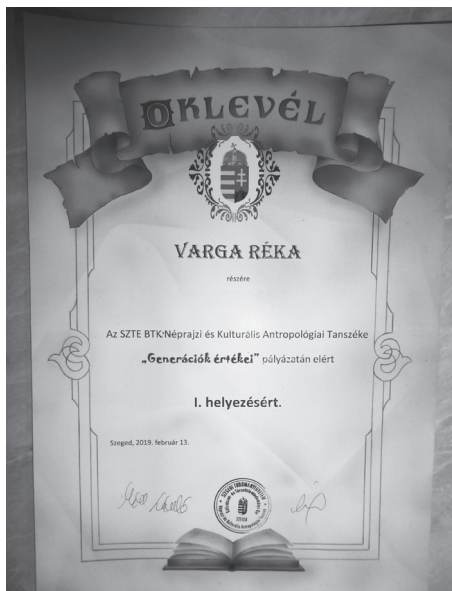 OKLEVÉL
VARGA RÉKA
részére
Az SZTE BTK Néprajzi és Kulturális Antropológiai Tanszéke
„Generációk értékei” pályázatán elért
I. helyezésért.
Szeged, 2019. február 13.